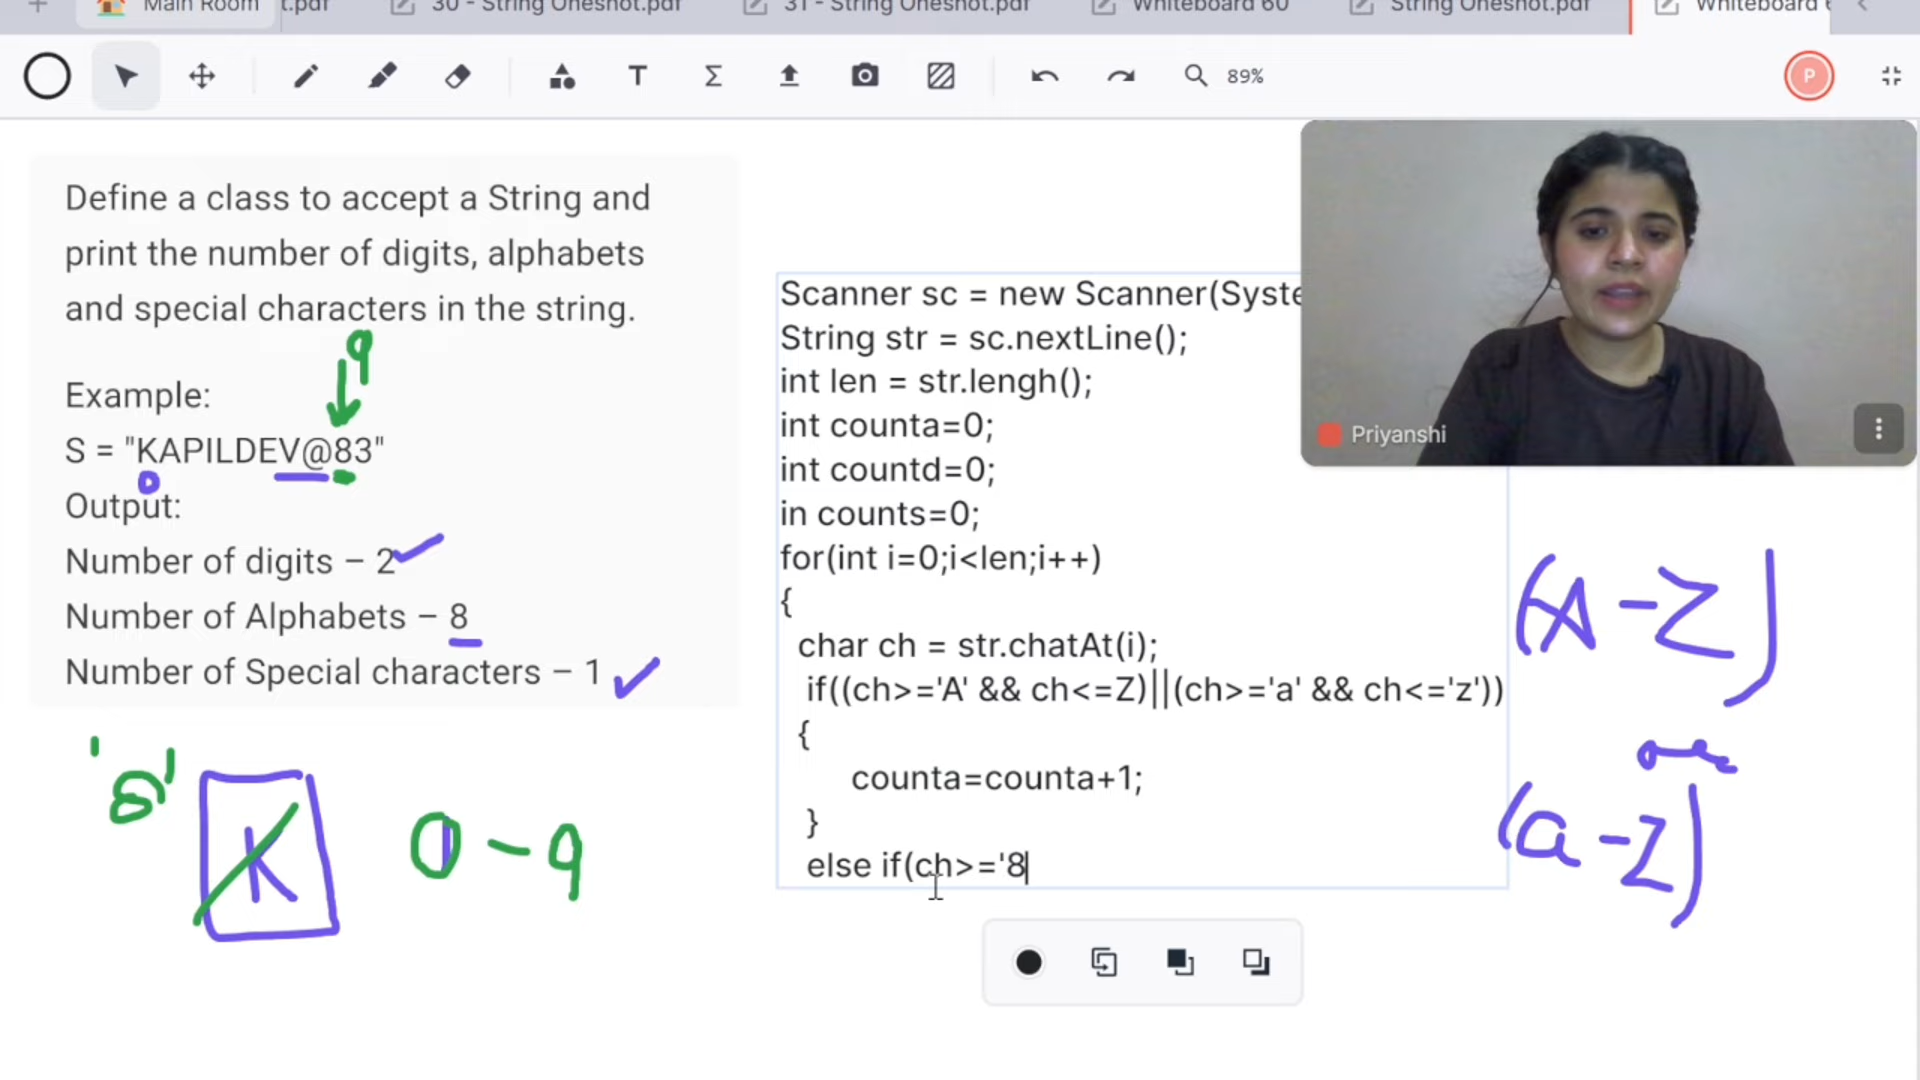 Main Room
t.pdf
30 - String Oneshot.pdf
31 - String Oneshot.pdf
Whiteboard 60
String Oneshot.pdf
Whiteboard
89%
P
Define a class to accept a String and
print the number of digits, alphabets
and special characters in the string.
9
Example:
S = "KAPILDEV@83"
0
Output:
Number of digits – 2
Number of Alphabets – 8
Number of Special characters – 1
'8'
K
0 - 9
Scanner sc = new Scanner(Syste
String str = sc.nextLine();
int len = str.lengh();
int counta=0;
int countd=0;
in counts=0;
for(int i=0;i<len;i++)
{
char ch = str.chatAt(i);
if((ch>='A' && ch<=Z)||(ch>='a' && ch<='z'))
{
counta=counta+1;
}
else if(ch>='8
Priyanshi
(A-Z)
or
(a-z)